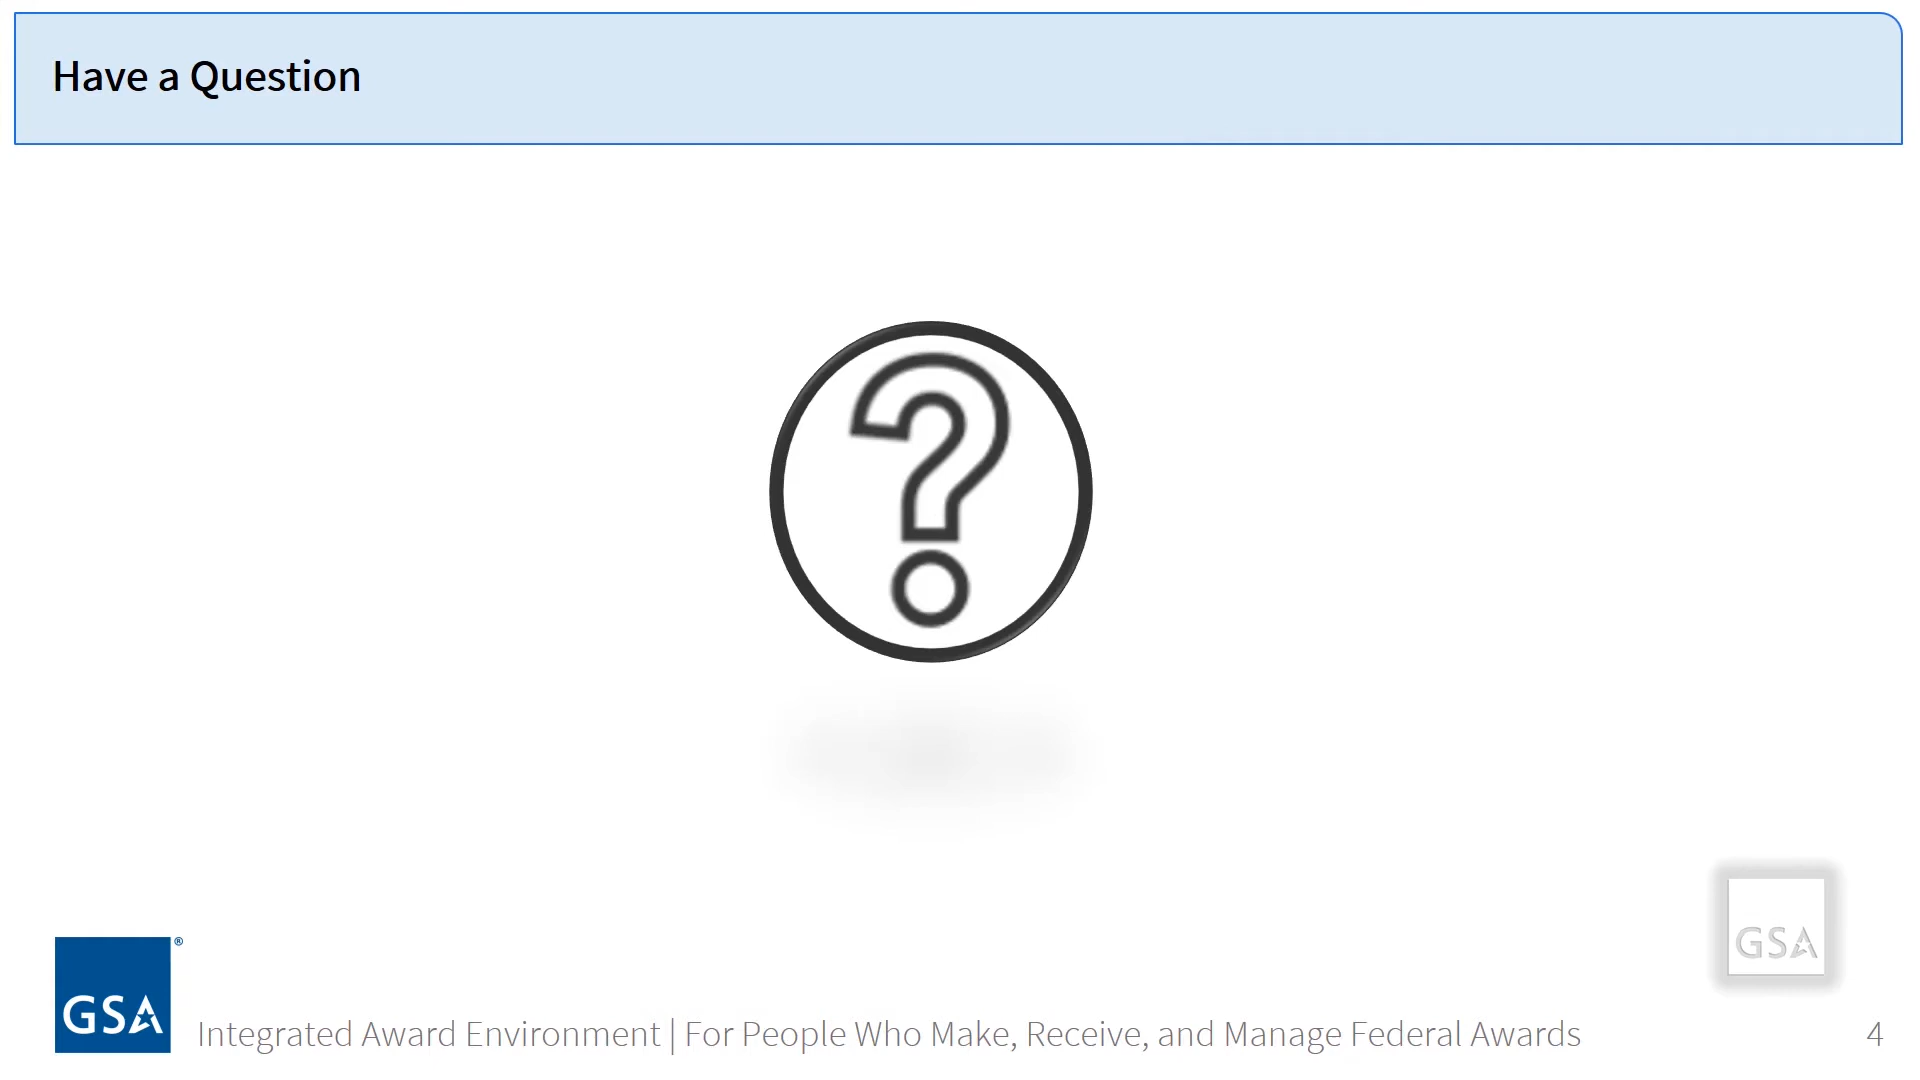 Have a Question
?
GSA
GSA®
Integrated Award Environment | For People Who Make, Receive, and Manage Federal Awards
4